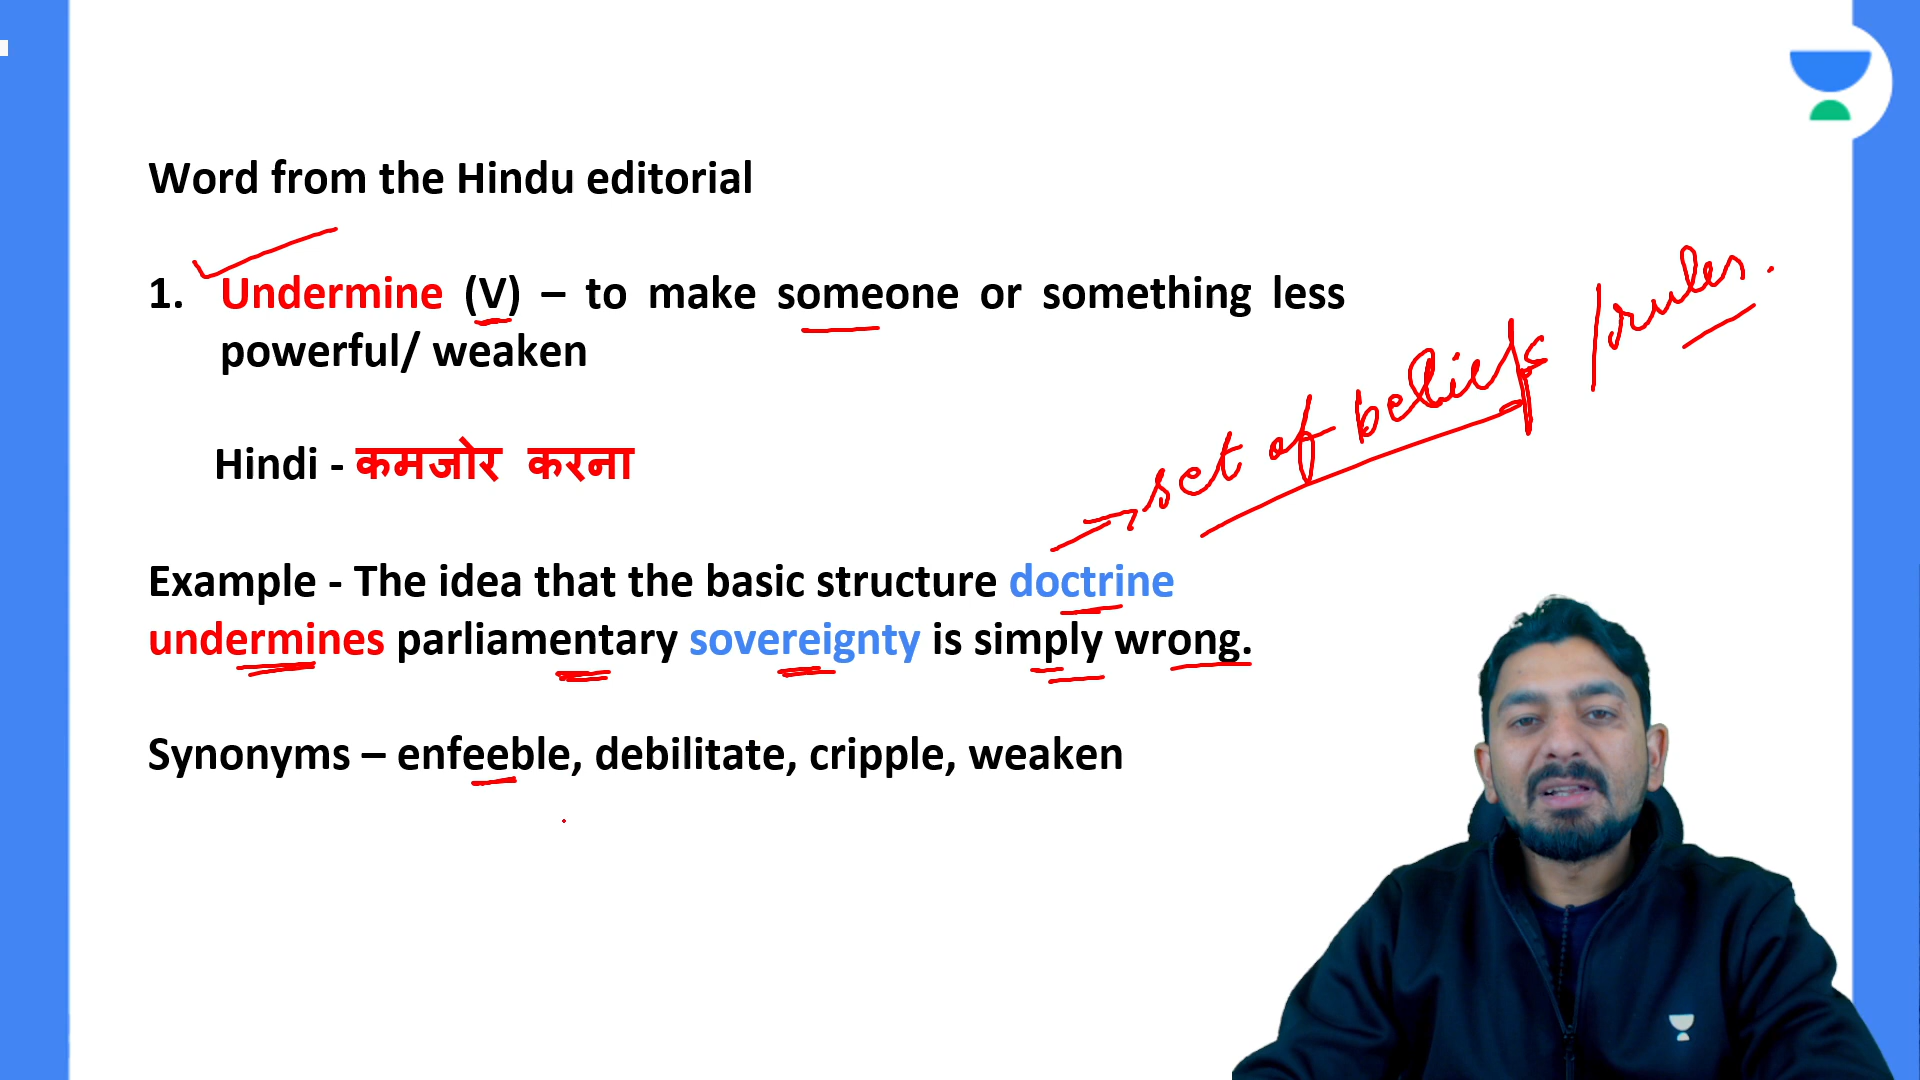 Word from the Hindu editorial
1. Undermine (V) – to make someone or something less
powerful/ weaken
Hindi - कमजोर करना
→ set of beliefs / rules.
Example - The idea that the basic structure doctrine
undermines parliamentary sovereignty is simply wrong.
Synonyms – enfeeble, debilitate, cripple, weaken